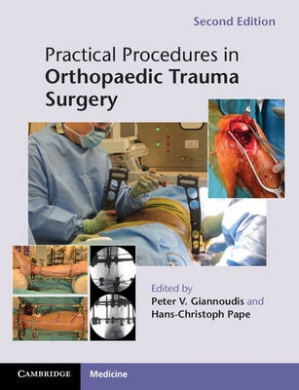 Second Edition
Practical Procedures in
Orthopaedic Trauma
Surgery
Edited by
Peter V. Giannoudis and
Hans-Christoph Pape
CAMBRIDGE Medicine